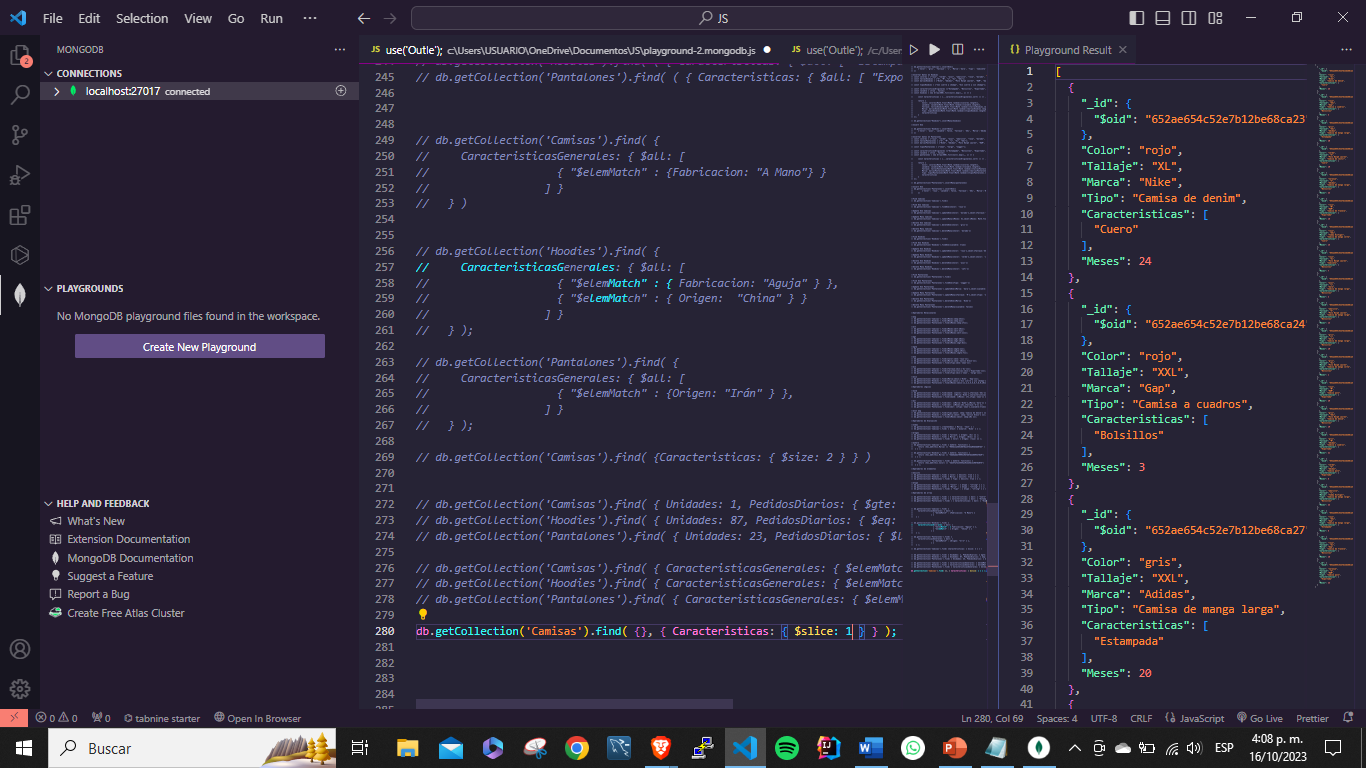 File Edit Selection View Go Run ···
JS
MONGODB
CONNECTIONS
localhost:27017 connected
PLAYGROUNDS
No MongoDB playground files found in the workspace.
Create New Playground
HELP AND FEEDBACK
What's New
Extension Documentation
MongoDB Documentation
Suggest a Feature
Report a Bug
Create Free Atlas Cluster
JS use('Outle'); c:\Users\USUARIO\OneDrive\Documentos\JS\playground-2.mongodb.js
JS use('Outle'); /c:/User
245 // db.getCollection('Pantalones').find( ( { Caracteristicas: { $all: [ "Expo
246
247
248
249 // db.getCollection('Camisas').find( {
250 // CaracteristicasGenerales: { $all: [
251 // { "$elemMatch" : {Fabricacion: "A Mano"} }
252 // ] }
253 // } )
254
255
256 // db.getCollection('Hoodies').find( {
257 // CaracteristicasGenerales: { $all: [
258 // { "$elemMatch" : { Fabricacion: "Aguja" } },
259 // { "$eLemMatch" : { Origen: "China" } }
260 // ] }
261 // } );
262
263 // db.getCollection('Pantalones').find( {
264 // CaracteristicasGenerales: { $all: [
265 // { "$elemMatch" : {Origen: "Irán" } },
266 // ] }
267 // } );
268
269 // db.getCollection('Camisas').find( {Caracteristicas: { $size: 2 } } )
270
271
272 // db.getCollection('Camisas').find( { Unidades: 1, PedidosDiarios: { $gte:
273 // db.getCollection('Hoodies').find( { Unidades: 87, PedidosDiarios: { $eq:
274 // db.getCollection('Pantalones').find( { Unidades: 23, PedidosDiarios: { $l
275
276 // db.getCollection('Camisas').find( { CaracteristicasGenerales: { $elemMatc
277 // db.getCollection('Hoodies').find( { CaracteristicasGenerales: { $elemMatc
278 // db.getCollection('Pantalones').find( { CaracteristicasGenerales: { $elemM
279
280 db.getCollection('Camisas').find( {}, { Caracteristicas: { $slice: 1 } } );
281
282
283
284
Playground Result
1 [
2 {
3 "_id": {
4 "$oid": "652ae654c52e7b12be68ca23"
5 },
6 "Color": "rojo",
7 "Tallaje": "XL",
8 "Marca": "Nike",
9 "Tipo": "Camisa de denim",
10 "Caracteristicas": [
11 "Cuero"
12 ],
13 "Meses": 24
14 },
15 {
16 "_id": {
17 "$oid": "652ae654c52e7b12be68ca24"
18 },
19 "Color": "rojo",
20 "Tallaje": "XXL",
21 "Marca": "Gap",
22 "Tipo": "Camisa a cuadros",
23 "Caracteristicas": [
24 "Bolsillos"
25 ],
26 "Meses": 3
27 },
28 {
29 "_id": {
30 "$oid": "652ae654c52e7b12be68ca27"
31 },
32 "Color": "gris",
33 "Tallaje": "XXL",
34 "Marca": "Adidas",
35 "Tipo": "Camisa de manga larga",
36 "Caracteristicas": [
37 "Estampada"
38 ],
39 "Meses": 20
40 },
41 {
0 0 0 tabnine starter Open In Browser
Ln 280, Col 69 Spaces: 4 UTF-8 CRLF JavaScript Go Live Prettier
Buscar
ESP
4:08 p. m.
16/10/2023